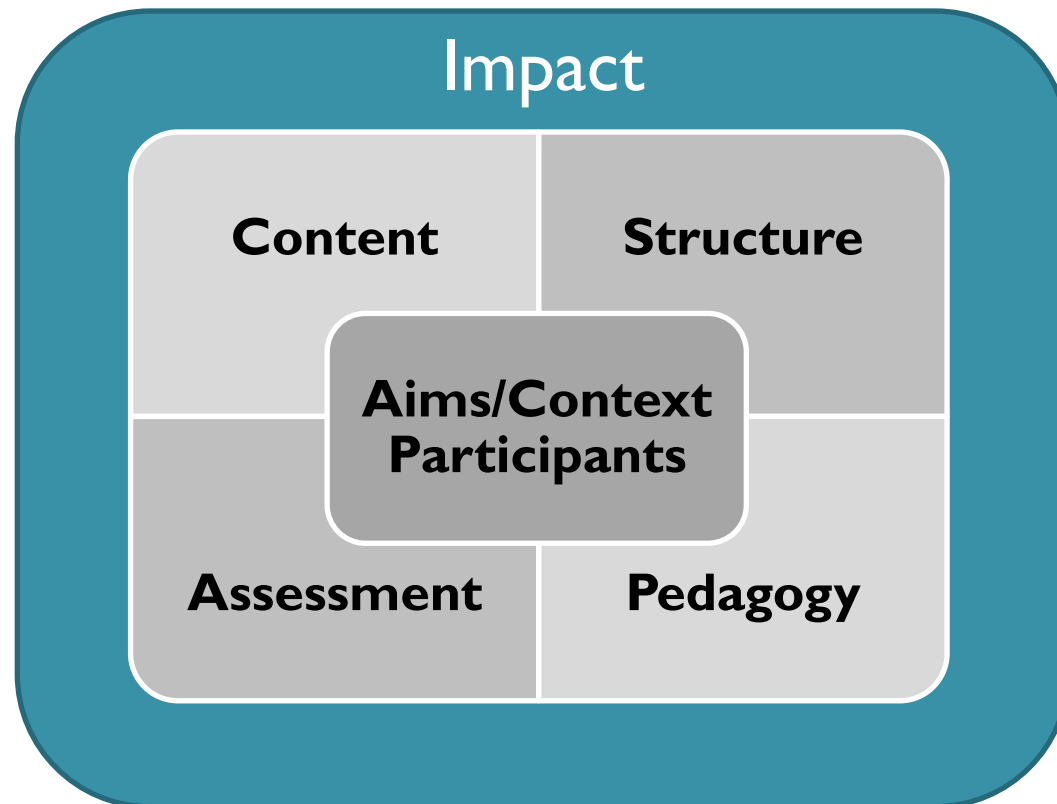 Impact
Content
Structure
Aims/Context
Participants
Assessment
Pedagogy